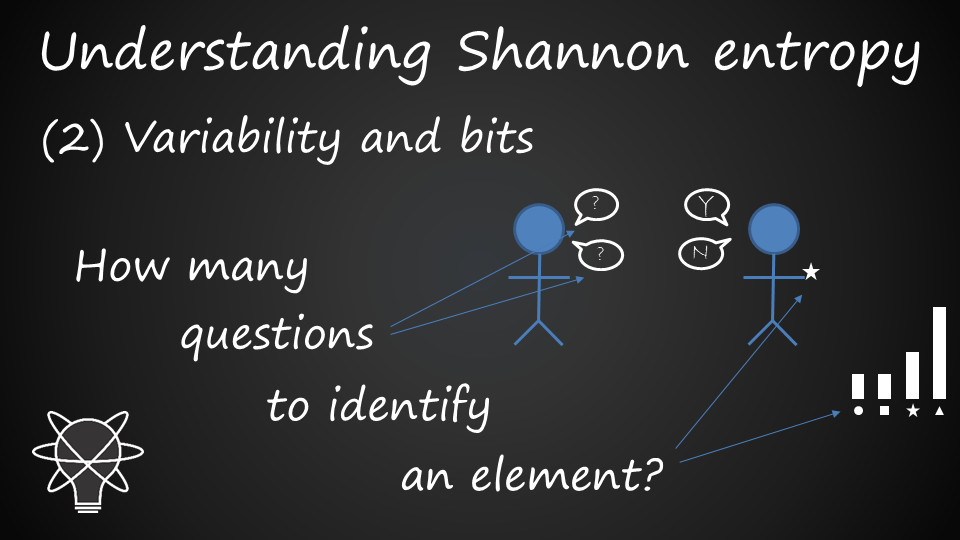 Understanding Shannon entropy
(2) Variability and bits
?
Y
?
N
How many
questions
to identify
an element?